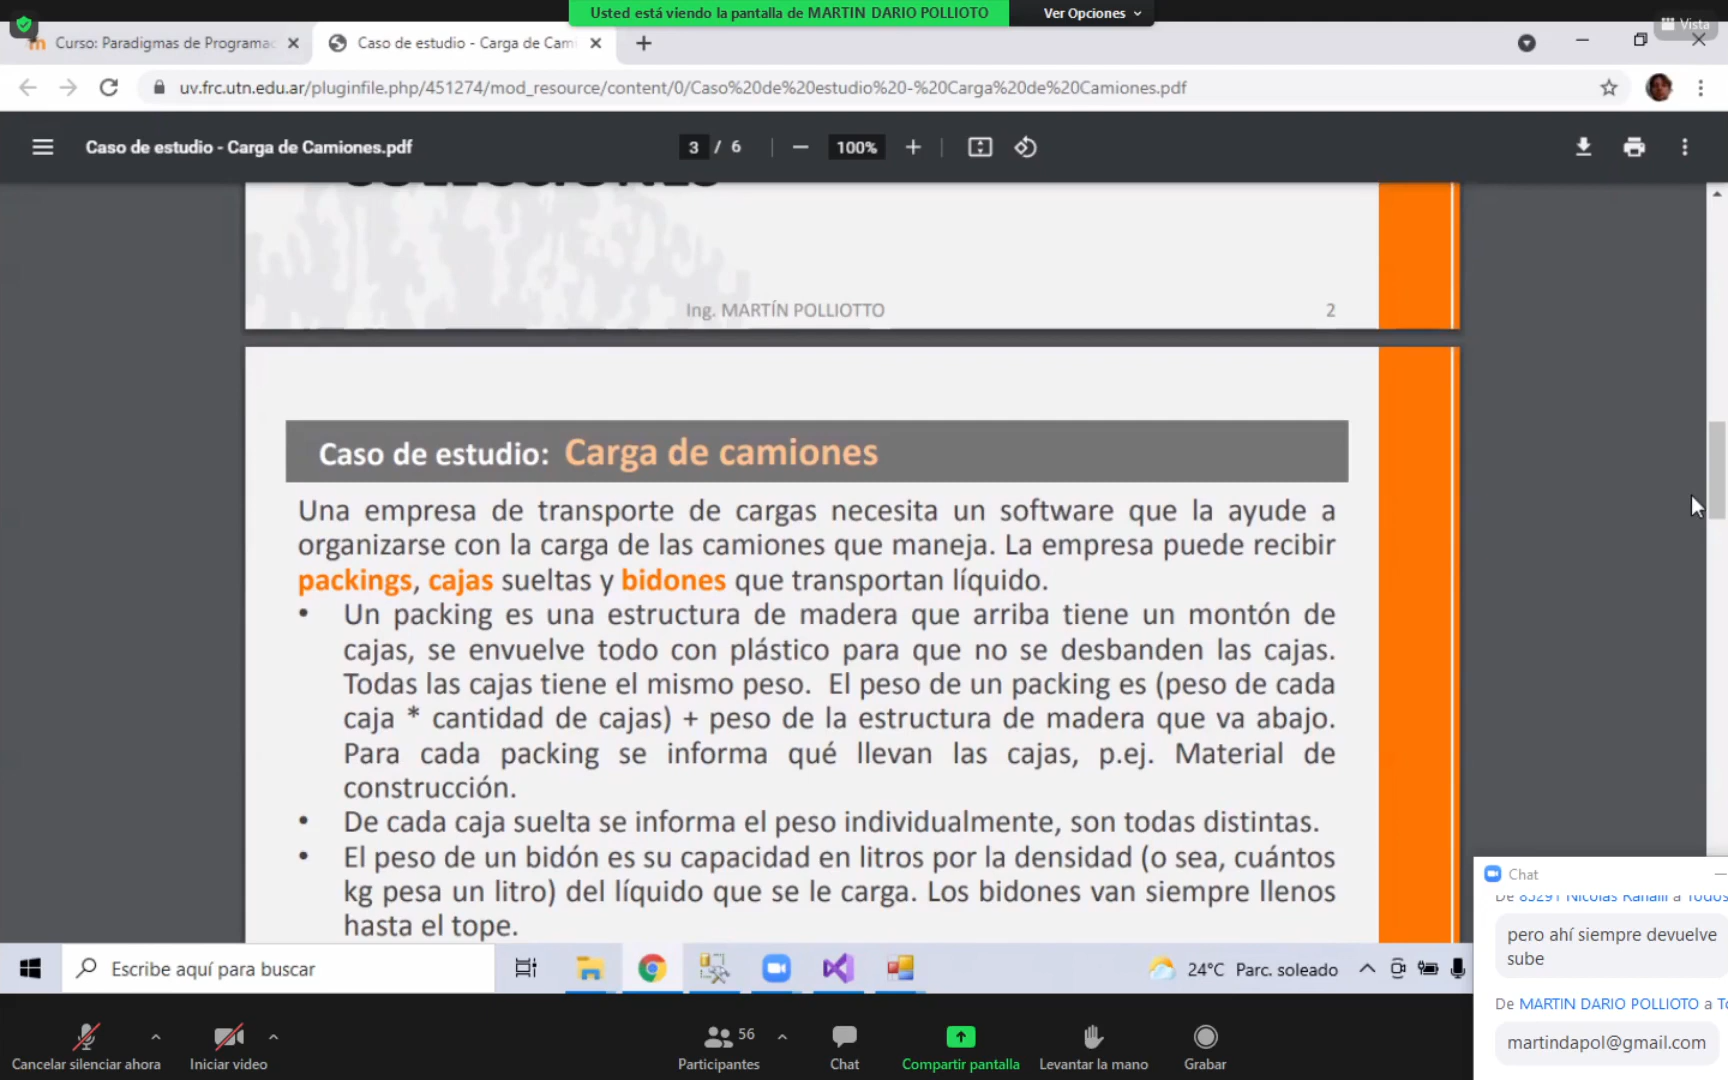 Usted está viendo la pantalla de MARTIN DARIO POLLIOTO
Ver Opciones
Vista
Curso: Paradigmas de Programac
Caso de estudio - Carga de Cami
uv.frc.utn.edu.ar/pluginfile.php/451274/mod_resource/content/0/Caso%20de%20estudio%20-%20Carga%20de%20Camiones.pdf
Caso de estudio - Carga de Camiones.pdf
3 / 6
100%
Ing. MARTÍN POLLIOTTO
2
Caso de estudio: Carga de camiones
Una empresa de transporte de cargas necesita un software que la ayude a
organizarse con la carga de las camiones que maneja. La empresa puede recibir
packings, cajas sueltas y bidones que transportan líquido.
• Un packing es una estructura de madera que arriba tiene un montón de
cajas, se envuelve todo con plástico para que no se desbanden las cajas.
Todas las cajas tiene el mismo peso. El peso de un packing es (peso de cada
caja * cantidad de cajas) + peso de la estructura de madera que va abajo.
Para cada packing se informa qué llevan las cajas, p.ej. Material de
construcción.
• De cada caja suelta se informa el peso individualmente, son todas distintas.
• El peso de un bidón es su capacidad en litros por la densidad (o sea, cuántos
kg pesa un litro) del líquido que se le carga. Los bidones van siempre llenos
hasta el tope.
Chat
pero ahí siempre devuelve
sube
De MARTIN DARIO POLLIOTO a To
martindapol@gmail.com
Escribe aquí para buscar
24°C Parc. soleado
Cancelar silenciar ahora
Iniciar video
56
Participantes
Chat
Compartir pantalla
Levantar la mano
Grabar